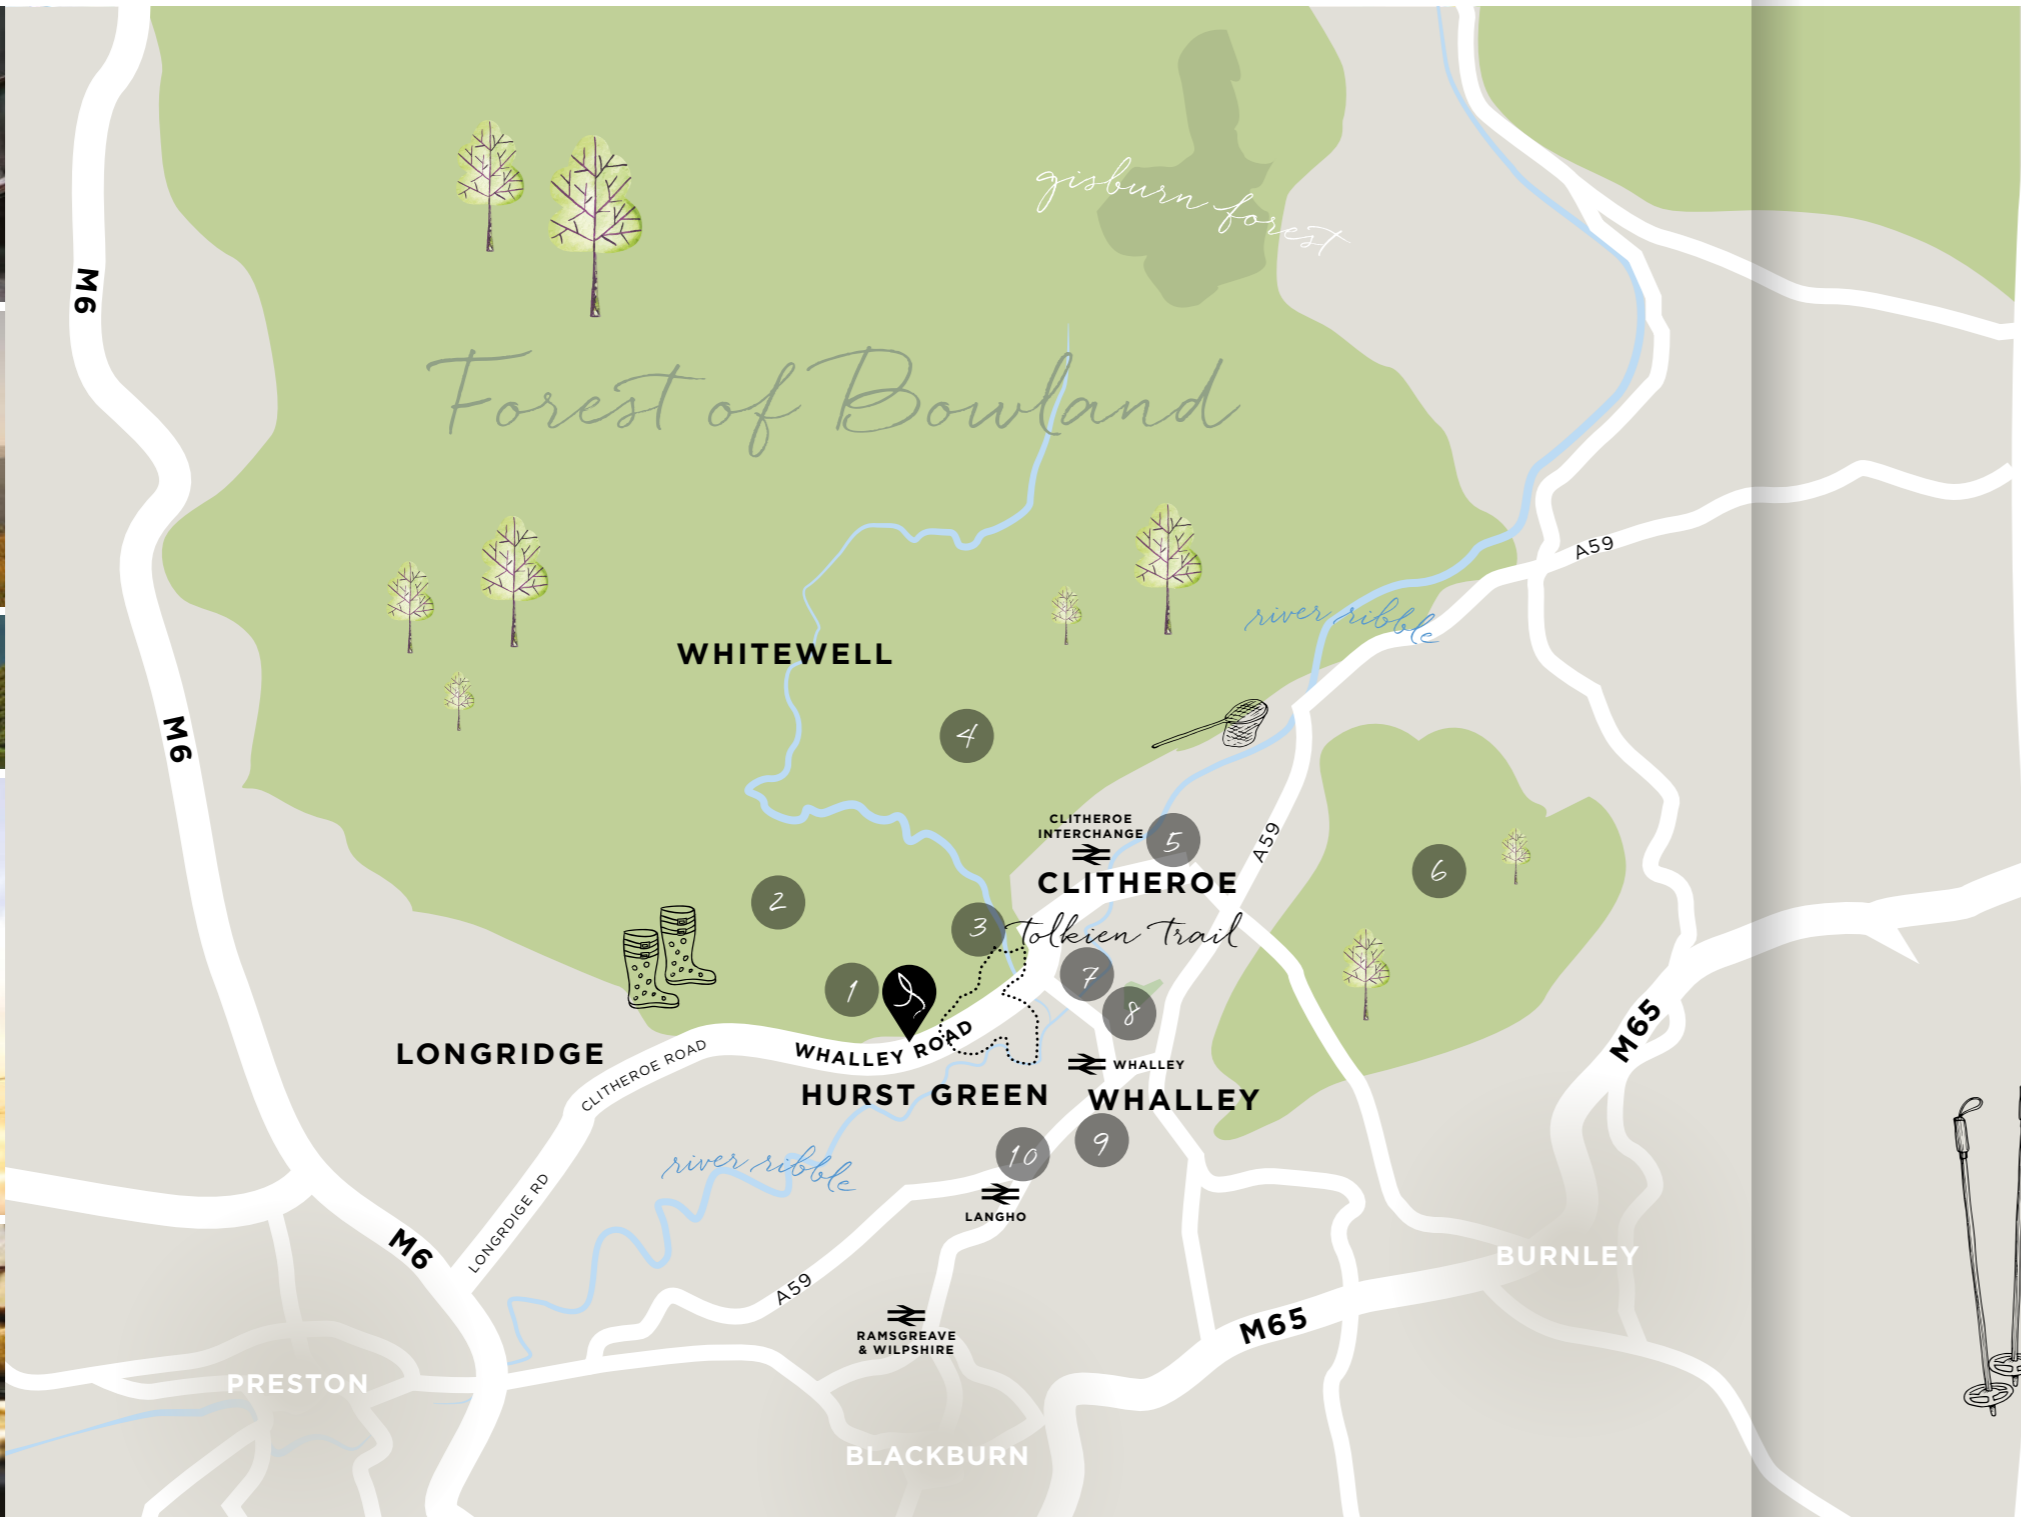 gisburn forest
M6
Forest of Bowland
A59
river ribble
WHITEWELL
M6
4
CLITHEROE
INTERCHANGE
5
A59
6
CLITHEROE
2
3
Tolkien Trail
7
1
8
M65
WHALLEY ROAD
LONGRIDGE
CLITHEROE ROAD
WHALLEY
HURST GREEN
WHALLEY
9
10
river ribble
LONGRDIGE RD
LANGHO
M6
BURNLEY
A59
M65
RAMSGREAVE
& WILPSHIRE
PRESTON
BLACKBURN